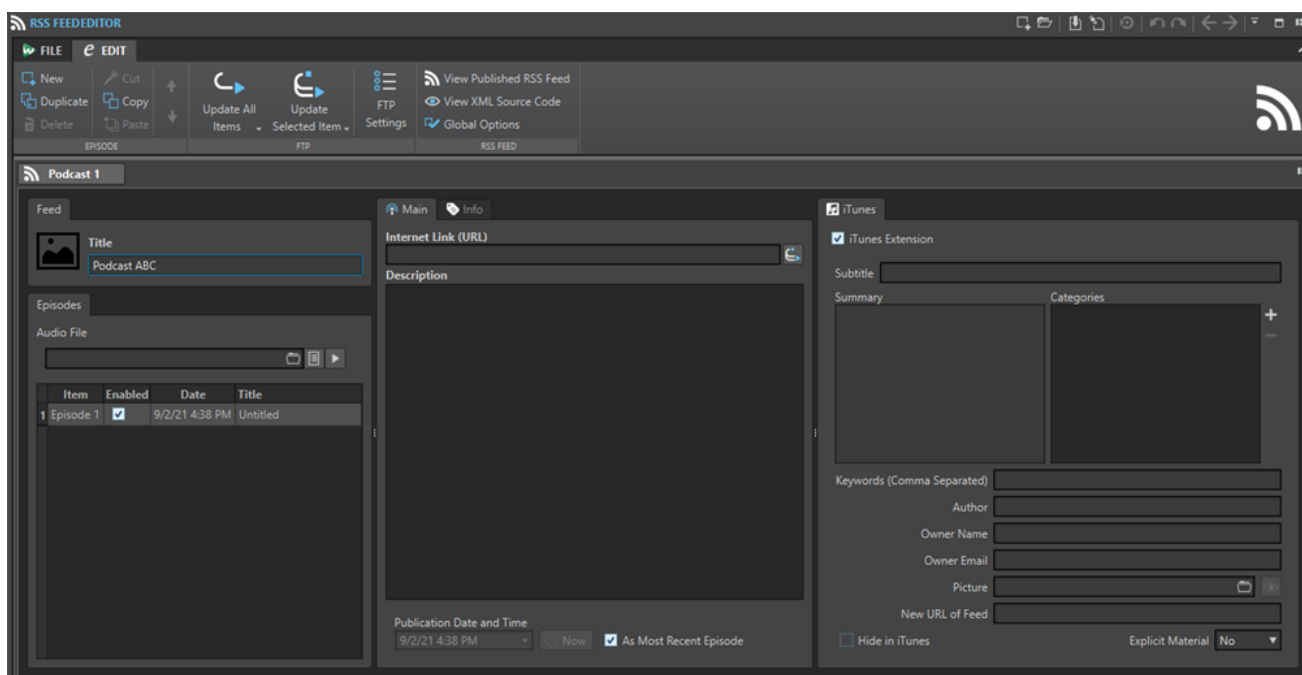 RSS FEEDEDITOR
FILE EDIT
New Cut
Duplicate Copy
Delete Paste
EPISODE
Update All
Items
Update
Selected Item
FTP
FTP
Settings
View Published RSS Feed
View XML Source Code
Global Options
RSS FEED
Podcast 1
Feed
Title
Podcast ABC
Episodes
Audio File
Item Enabled Date Title
1 Episode 1 9/2/21 4:38 PM Untitled
Main Info
Internet Link (URL)
Description
Publication Date and Time
9/2/21 4:38 PM Now As Most Recent Episode
iTunes
iTunes Extension
Subtitle
Summary Categories
Keywords (Comma Separated)
Author
Owner Name
Owner Email
Picture
New URL of Feed
Hide in iTunes Explicit Material No